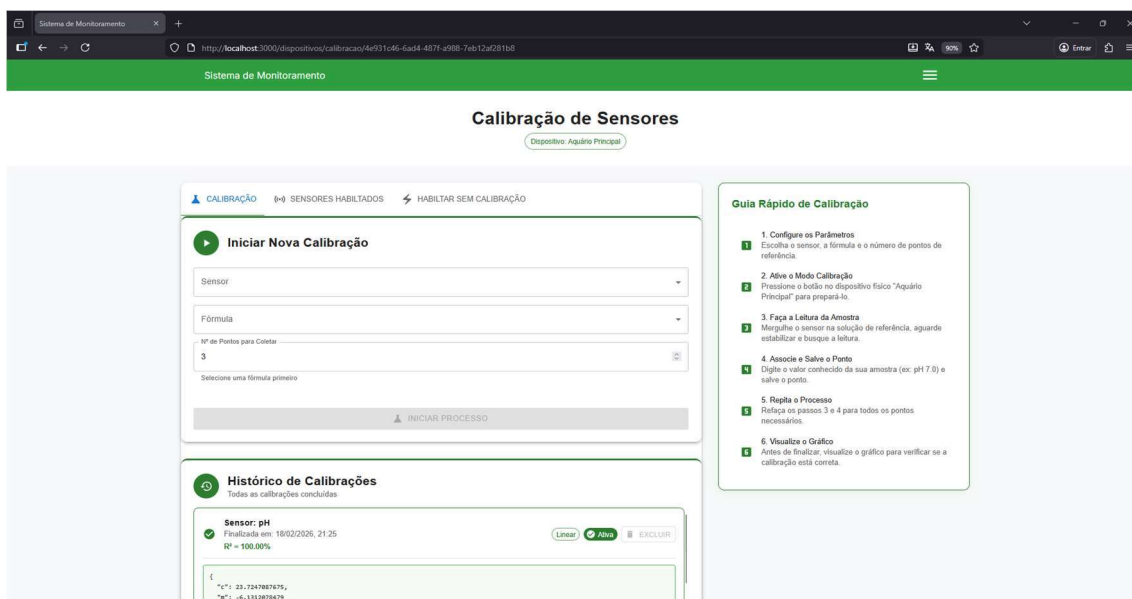 Sistema de Monitoramento
http://localhost:3000/dispositivos/calibracao/4e931c46-6ad4-487f-a988-7eb12af281b8
90%
Entrar
Sistema de Monitoramento
Calibração de Sensores
Dispositivo: Aquário Principal
CALIBRAÇÃO
SENSORES HABILTADOS
HABILTAR SEM CALIBRAÇÃO
Iniciar Nova Calibração
Sensor
Fórmula
Nº de Pontos para Coletar
3
Selecione uma fórmula primeiro
INICIAR PROCESSO
Histórico de Calibrações
Todas as calibrações concluídas
Sensor: pH
Finalizada em: 18/02/2026, 21:25
R² = 100.00%
Linear
Ativa
EXCLUIR
{
"c": 23.7247087675,
"m": -6.1312078479
Guia Rápido de Calibração
1. Configure os Parâmetros
1 Escolha o sensor, a fórmula e o número de pontos de
referência.
2. Ative o Modo Calibração
2 Pressione o botão no dispositivo físico "Aquário
Principal" para prepará-lo.
3. Faça a Leitura da Amostra
3 Mergulhe o sensor na solução de referência, aguarde
estabilizar e busque a leitura.
4. Associe e Salve o Ponto
4 Digite o valor conhecido da sua amostra (ex: pH 7.0) e
salve o ponto.
5. Repita o Processo
5 Refaça os passos 3 e 4 para todos os pontos
necessários.
6. Visualize o Gráfico
6 Antes de finalizar, visualize o gráfico para verificar se a
calibração está correta.